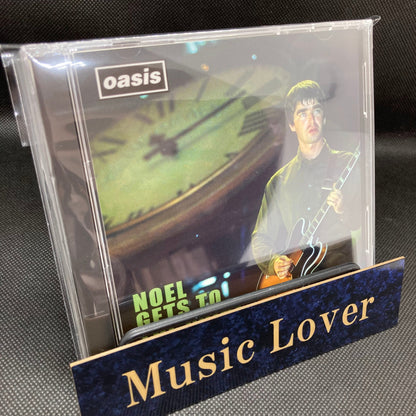 oasis
NOEL
GETS TO
Music Lover